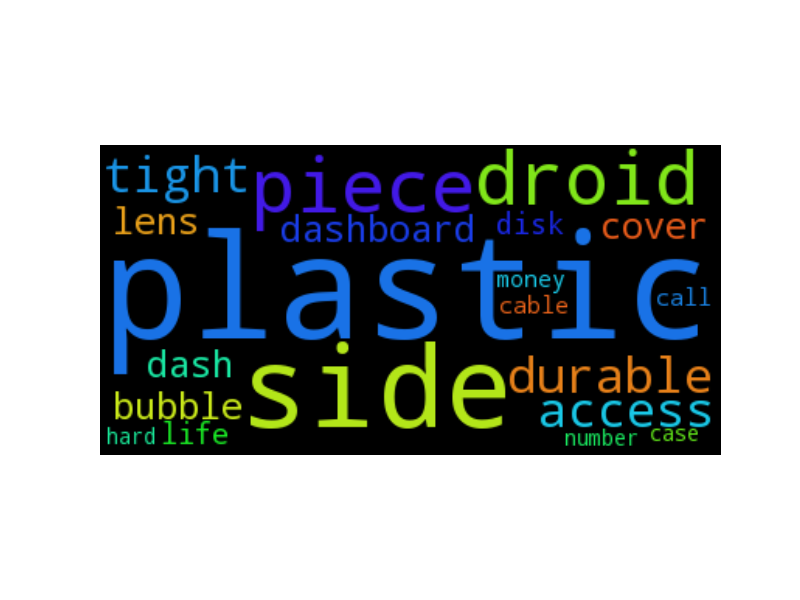 tight piece droid
lens dashboard disk cover
plastic
money
cable call
dash side durable
bubble access
hard life number case